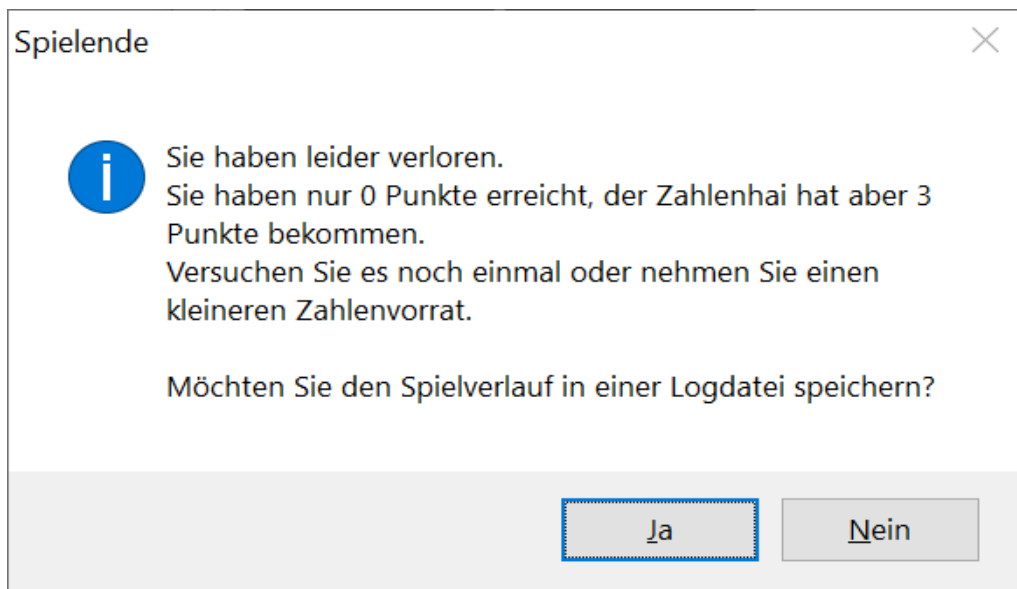 Spielende
Sie haben leider verloren.
Sie haben nur 0 Punkte erreicht, der Zahlenhai hat aber 3
Punkte bekommen.
Versuchen Sie es noch einmal oder nehmen Sie einen
kleineren Zahlenvorrat.
Möchten Sie den Spielverlauf in einer Logdatei speichern?
Ja
Nein